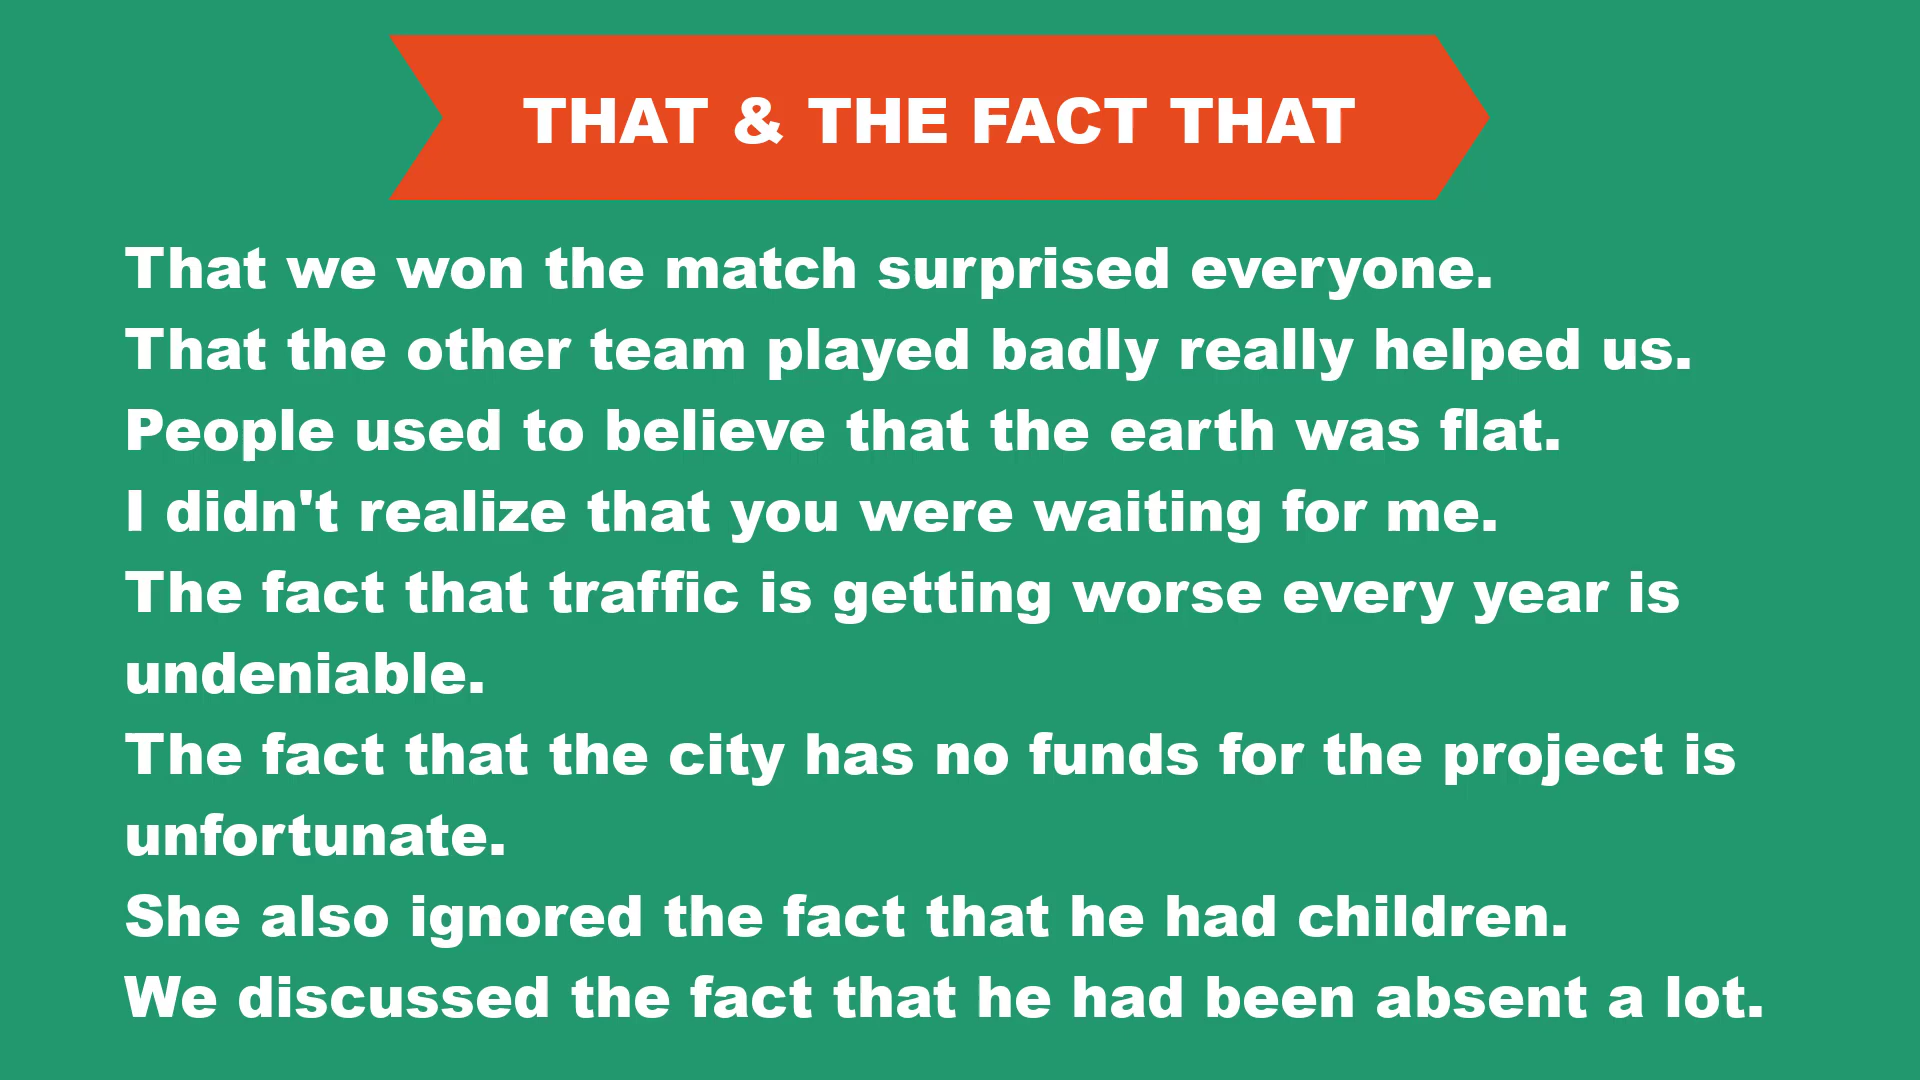 THAT & THE FACT THAT
That we won the match surprised everyone.
That the other team played badly really helped us.
People used to believe that the earth was flat.
I didn't realize that you were waiting for me.
The fact that traffic is getting worse every year is
undeniable.
The fact that the city has no funds for the project is
unfortunate.
She also ignored the fact that he had children.
We discussed the fact that he had been absent a lot.